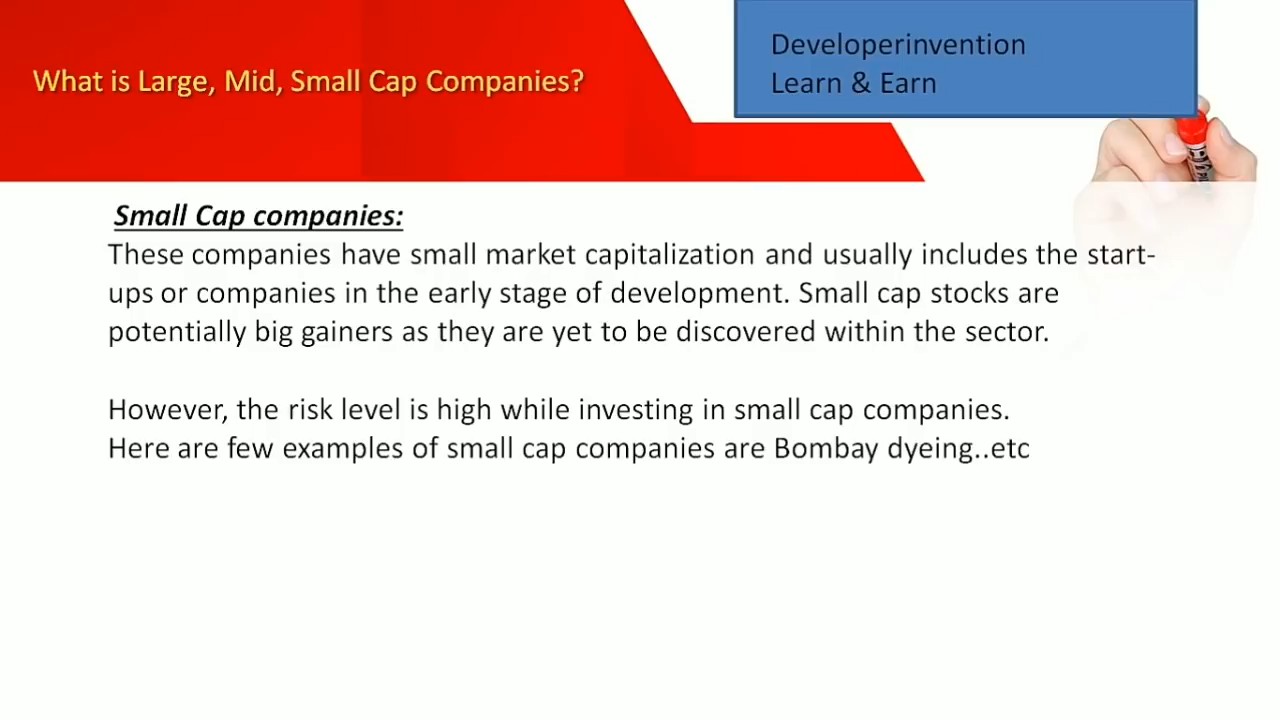 What is Large, Mid, Small Cap Companies?
Developerinvention
Learn & Earn
Small Cap companies:
These companies have small market capitalization and usually includes the start-
ups or companies in the early stage of development. Small cap stocks are
potentially big gainers as they are yet to be discovered within the sector.
However, the risk level is high while investing in small cap companies.
Here are few examples of small cap companies are Bombay dyeing..etc